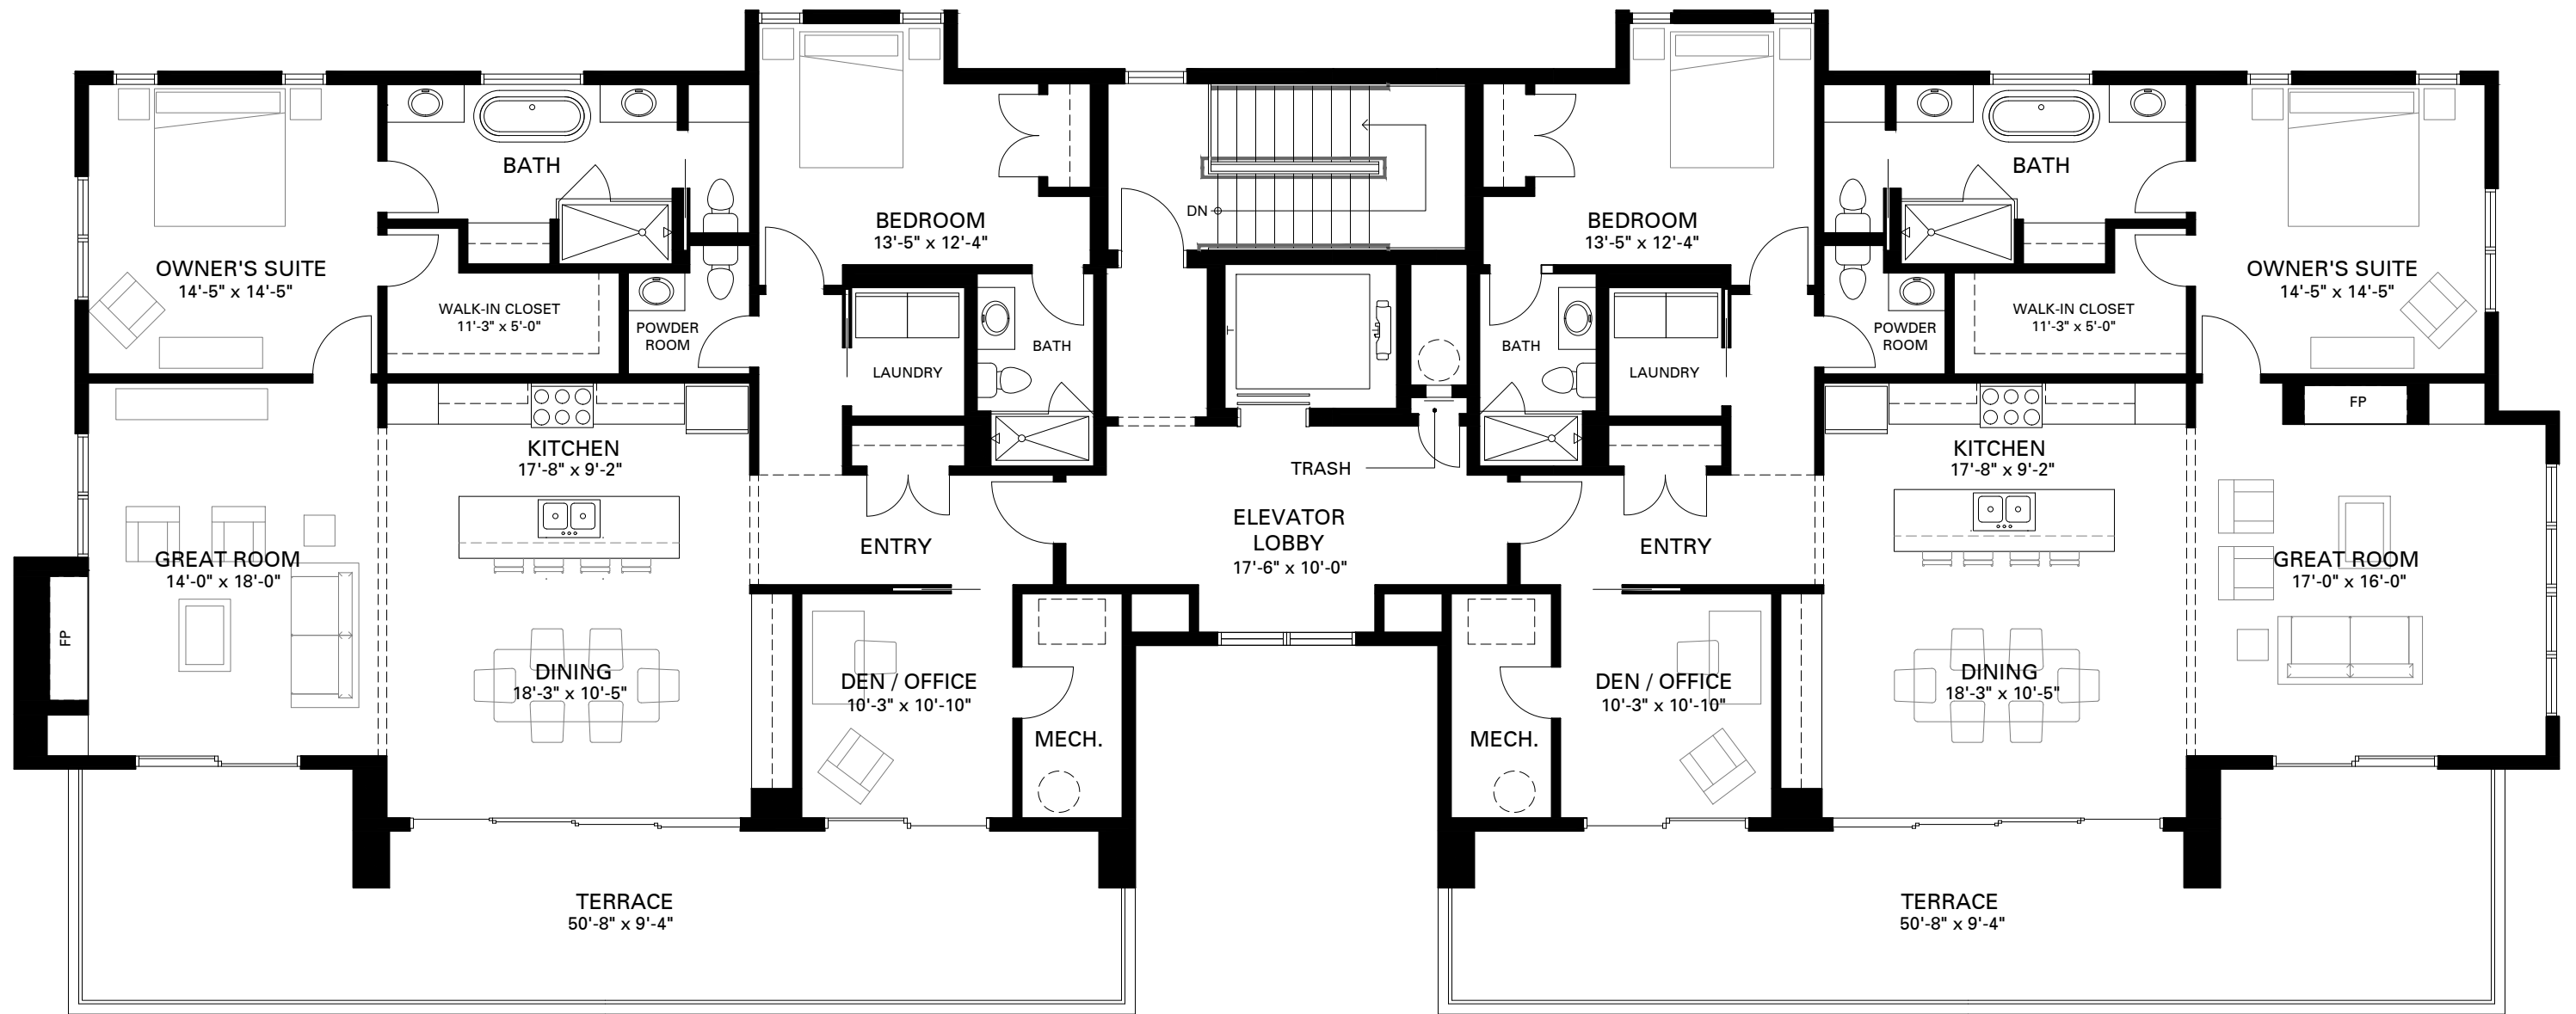 BATH
BATH
DN
BEDROOM
13'-5" x 12'-4"
BEDROOM
13'-5" x 12'-4"
OWNER'S SUITE
14'-5" x 14'-5"
OWNER'S SUITE
14'-5" x 14'-5"
WALK-IN CLOSET
11'-3" x 5'-0"
WALK-IN CLOSET
11'-3" x 5'-0"
POWDER
ROOM
BATH
BATH
POWDER
ROOM
LAUNDRY
LAUNDRY
FP
KITCHEN
17'-8" x 9'-2"
TRASH
KITCHEN
17'-8" x 9'-2"
ELEVATOR
LOBBY
17'-6" x 10'-0"
ENTRY
ENTRY
GREAT ROOM
14'-0" x 18'-0"
GREAT ROOM
17'-0" x 16'-0"
FP
DINING
18'-3" x 10'-5"
DEN / OFFICE
10'-3" x 10'-10"
DEN / OFFICE
10'-3" x 10'-10"
DINING
18'-3" x 10'-5"
MECH.
MECH.
TERRACE
50'-8" x 9'-4"
TERRACE
50'-8" x 9'-4"